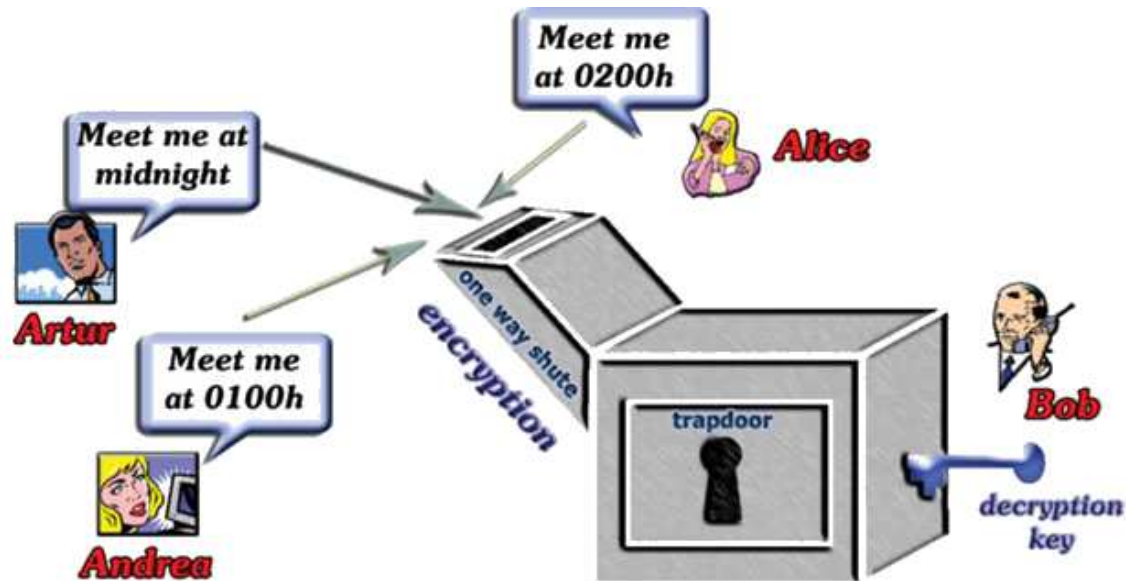 Meet me
at 0200h
Alice
Meet me at
midnight
Artur
Meet me
at 0100h
Andrea
one way shute
encryption
trapdoor
Bob
decryption
key